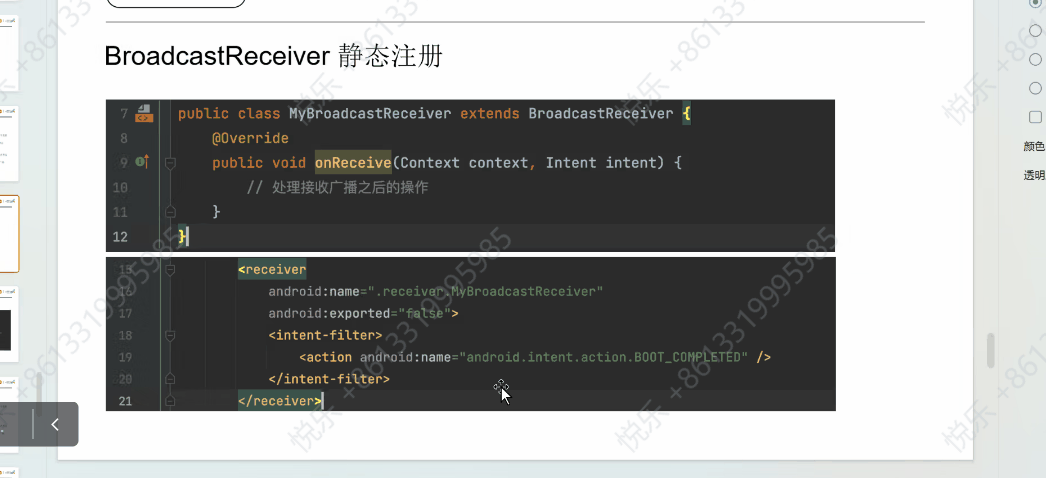 BroadcastReceiver 静态注册
7 public class MyBroadcastReceiver extends BroadcastReceiver {
8 @Override
9 public void onReceive(Context context, Intent intent) {
10 // 处理接收广播之后的操作
11 }
12 }
15 <receiver
16 android:name=".receiver.MyBroadcastReceiver"
17 android:exported="false">
18 <intent-filter>
19 <action android:name="android.intent.action.BOOT_COMPLETED" />
20 </intent-filter>
21 </receiver>
颜色
透明
悦乐 +8613319995985